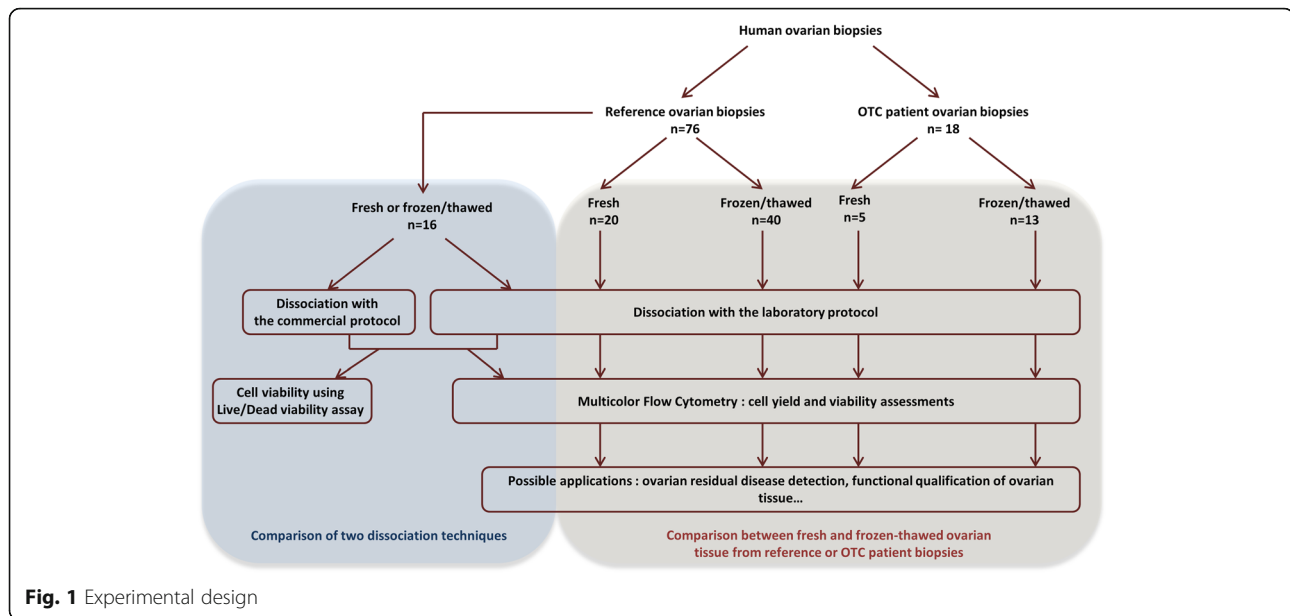 Human ovarian biopsies
Reference ovarian biopsies
n=76
OTC patient ovarian biopsies
n= 18
Fresh or frozen/thawed
n=16
Fresh
n=20
Frozen/thawed
n=40
Fresh
n=5
Frozen/thawed
n=13
Dissociation with
the commercial protocol
Dissociation with the laboratory protocol
Cell viability using
Live/Dead viability assay
Multicolor Flow Cytometry : cell yield and viability assessments
Possible applications : ovarian residual disease detection, functional qualification of ovarian
tissue...
Comparison of two dissociation techniques
Comparison between fresh and frozen-thawed ovarian
tissue from reference or OTC patient biopsies
Fig. 1 Experimental design